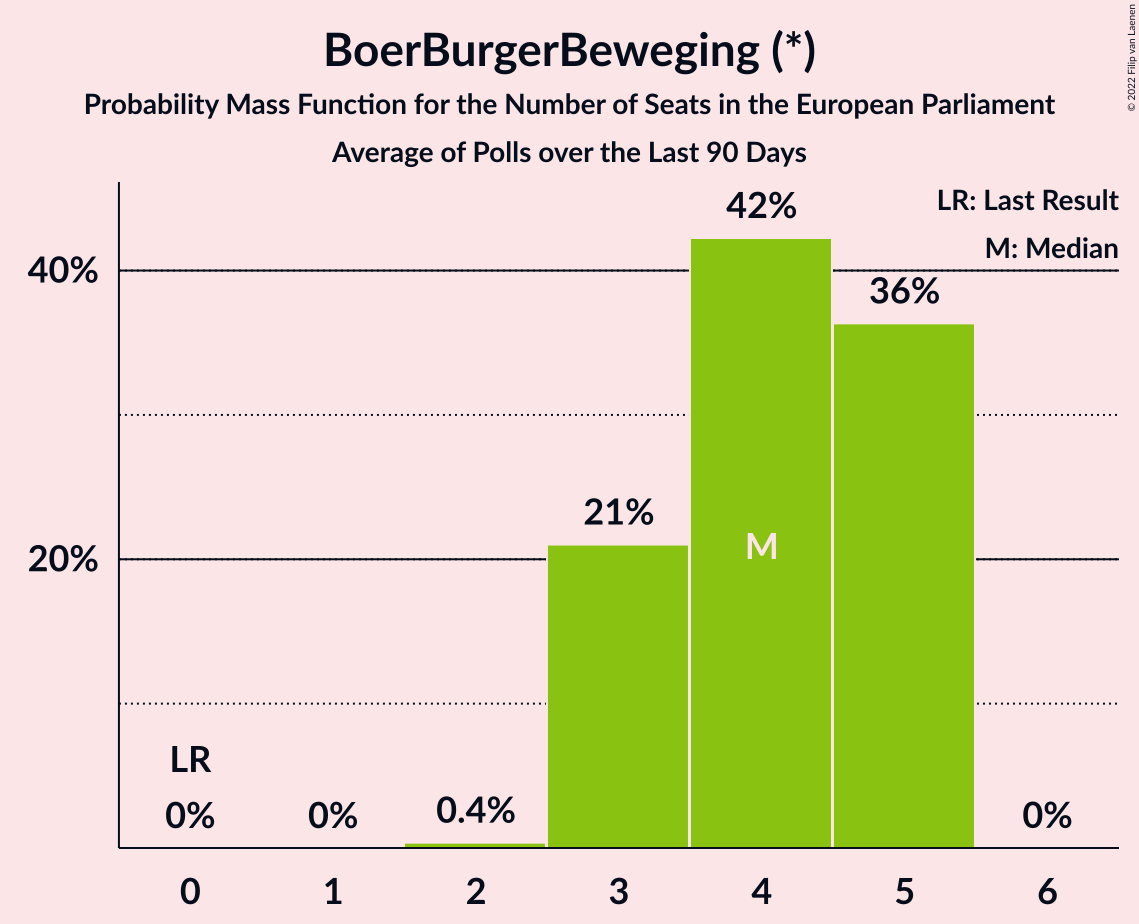 BoerBurgerBeweging (*)
Probability Mass Function for the Number of Seats in the European Parliament
Average of Polls over the Last 90 Days
© 2022 Filip van Laenen
LR: Last Result
M: Median
42%
40%
36%
21%
M
20%
LR
0%
0%
0.4%
0%
0 1 2 3 4 5 6